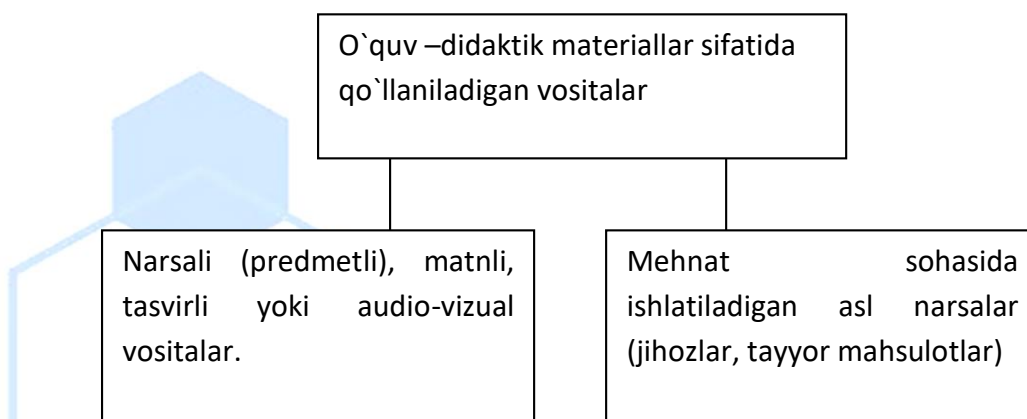 O`quv –didaktik materiallar sifatida
qo`llaniladigan vositalar
Narsali (predmetli), matnli,
tasvirli yoki audio-vizual
vositalar.
Mehnat sohasida
ishlatiladigan asl narsalar
(jihozlar, tayyor mahsulotlar)